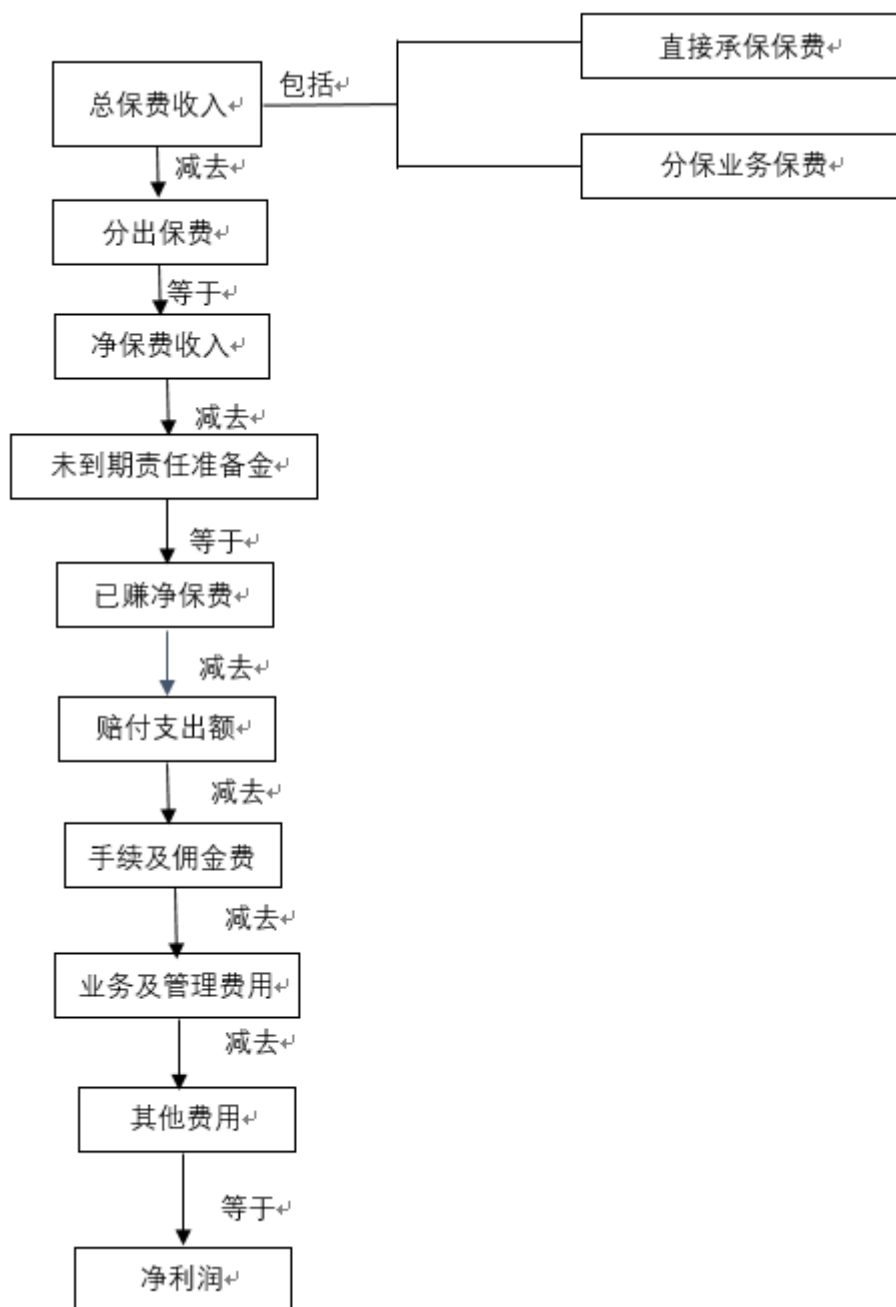 直接承保保费
总保费收入
包括
分保业务保费
减去
分出保费
等于
净保费收入
减去
未到期责任准备金
等于
已赚净保费
减去
赔付支出额
减去
手续及佣金费
减去
业务及管理费用
减去
其他费用
等于
净利润